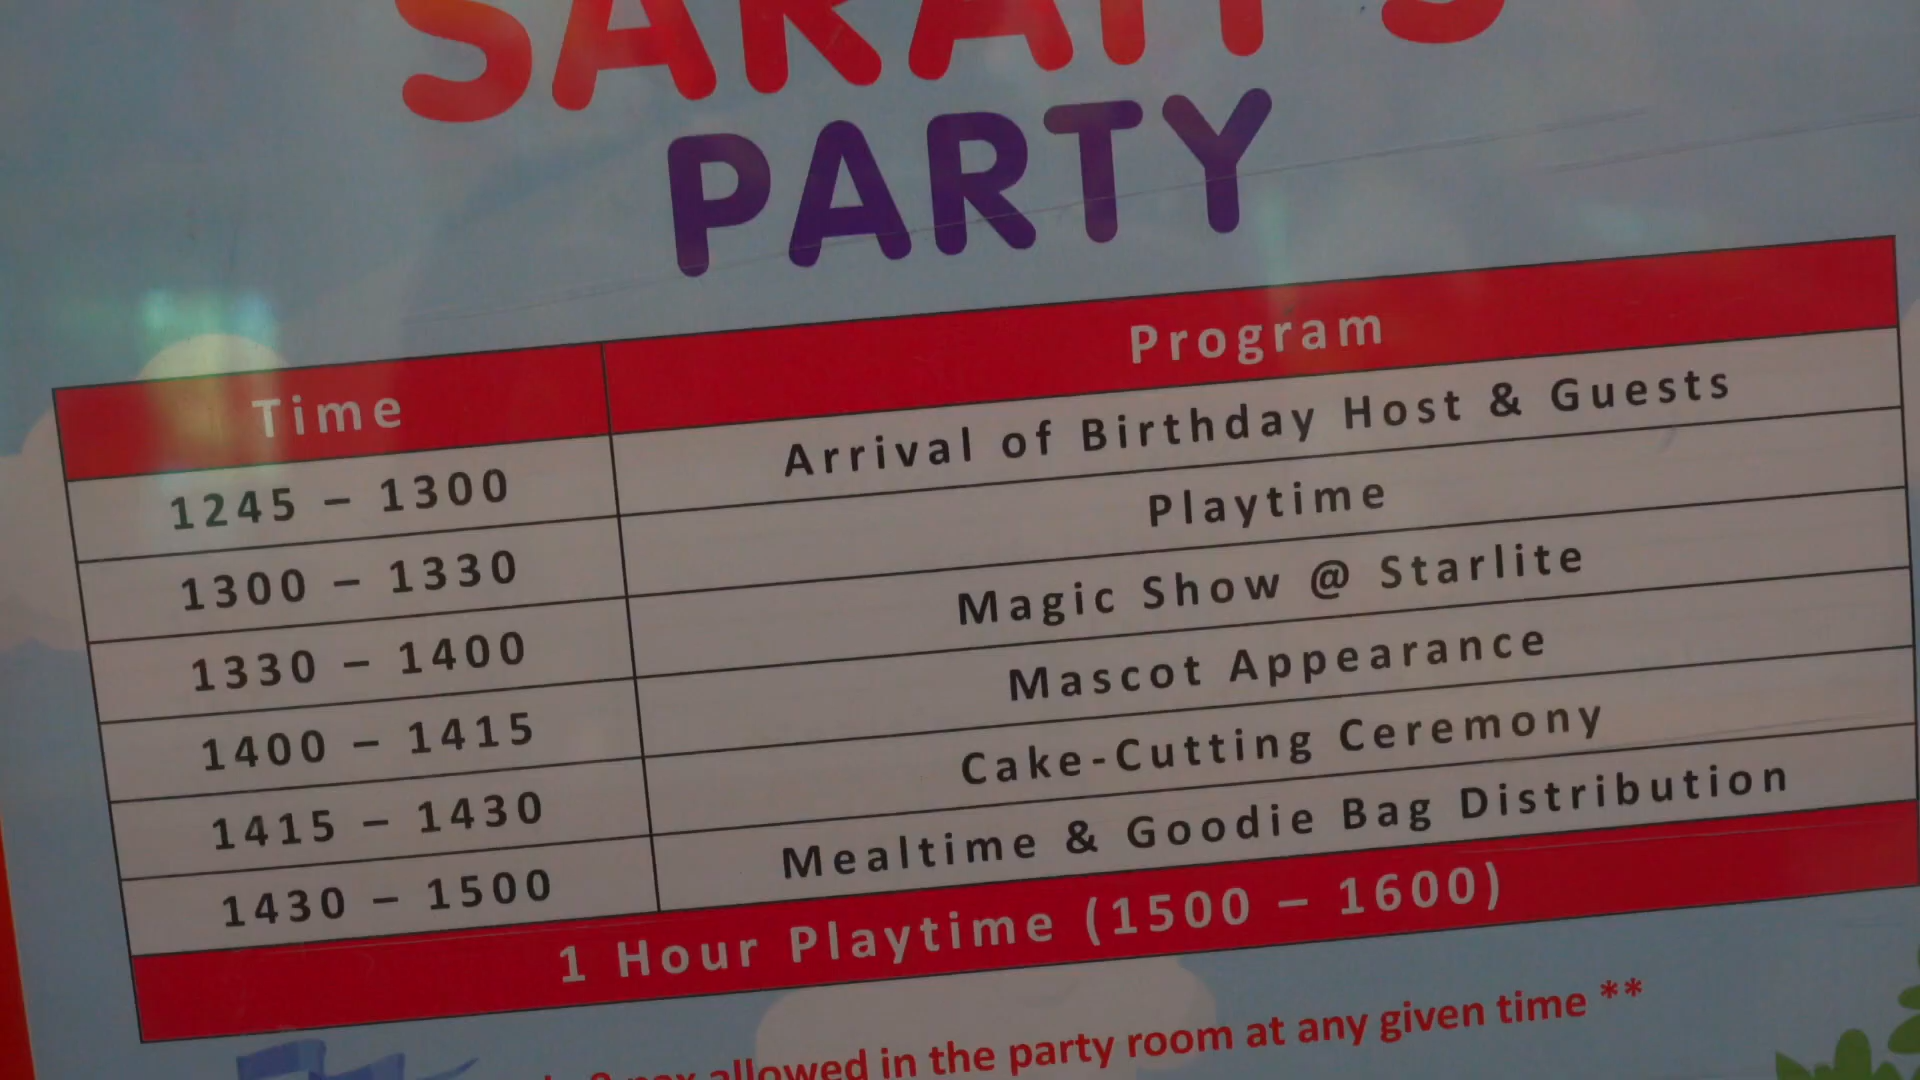 SARAH'S
PARTY
Time Program
1245 – 1300 Arrival of Birthday Host & Guests
1300 – 1330 Playtime
1330 – 1400 Magic Show @ Starlite
1400 – 1415 Mascot Appearance
1415 – 1430 Cake-Cutting Ceremony
1430 – 1500 Mealtime & Goodie Bag Distribution
1 Hour Playtime (1500 – 1600)
pax allowed in the party room at any given time **